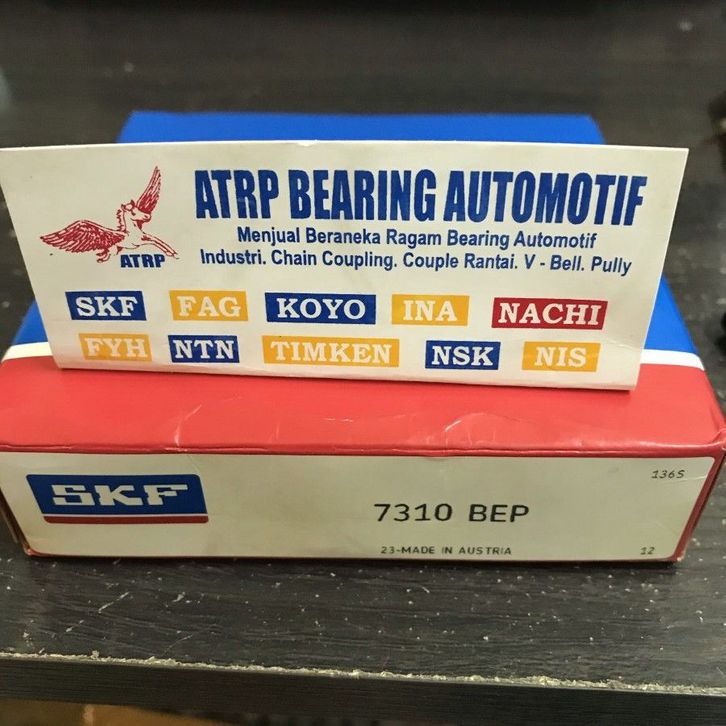 ATRP BEARING AUTOMOTIF
Menjual Beraneka Ragam Bearing Automotif
Industri. Chain Coupling. Couple Rantai. V - Bell. Pully
ATRP
SKF FAG KOYO INA NACHI
FYH NTN TIMKEN NSK NIS
136S
SKF
7310 BEP
23-MADE IN AUSTRIA
12